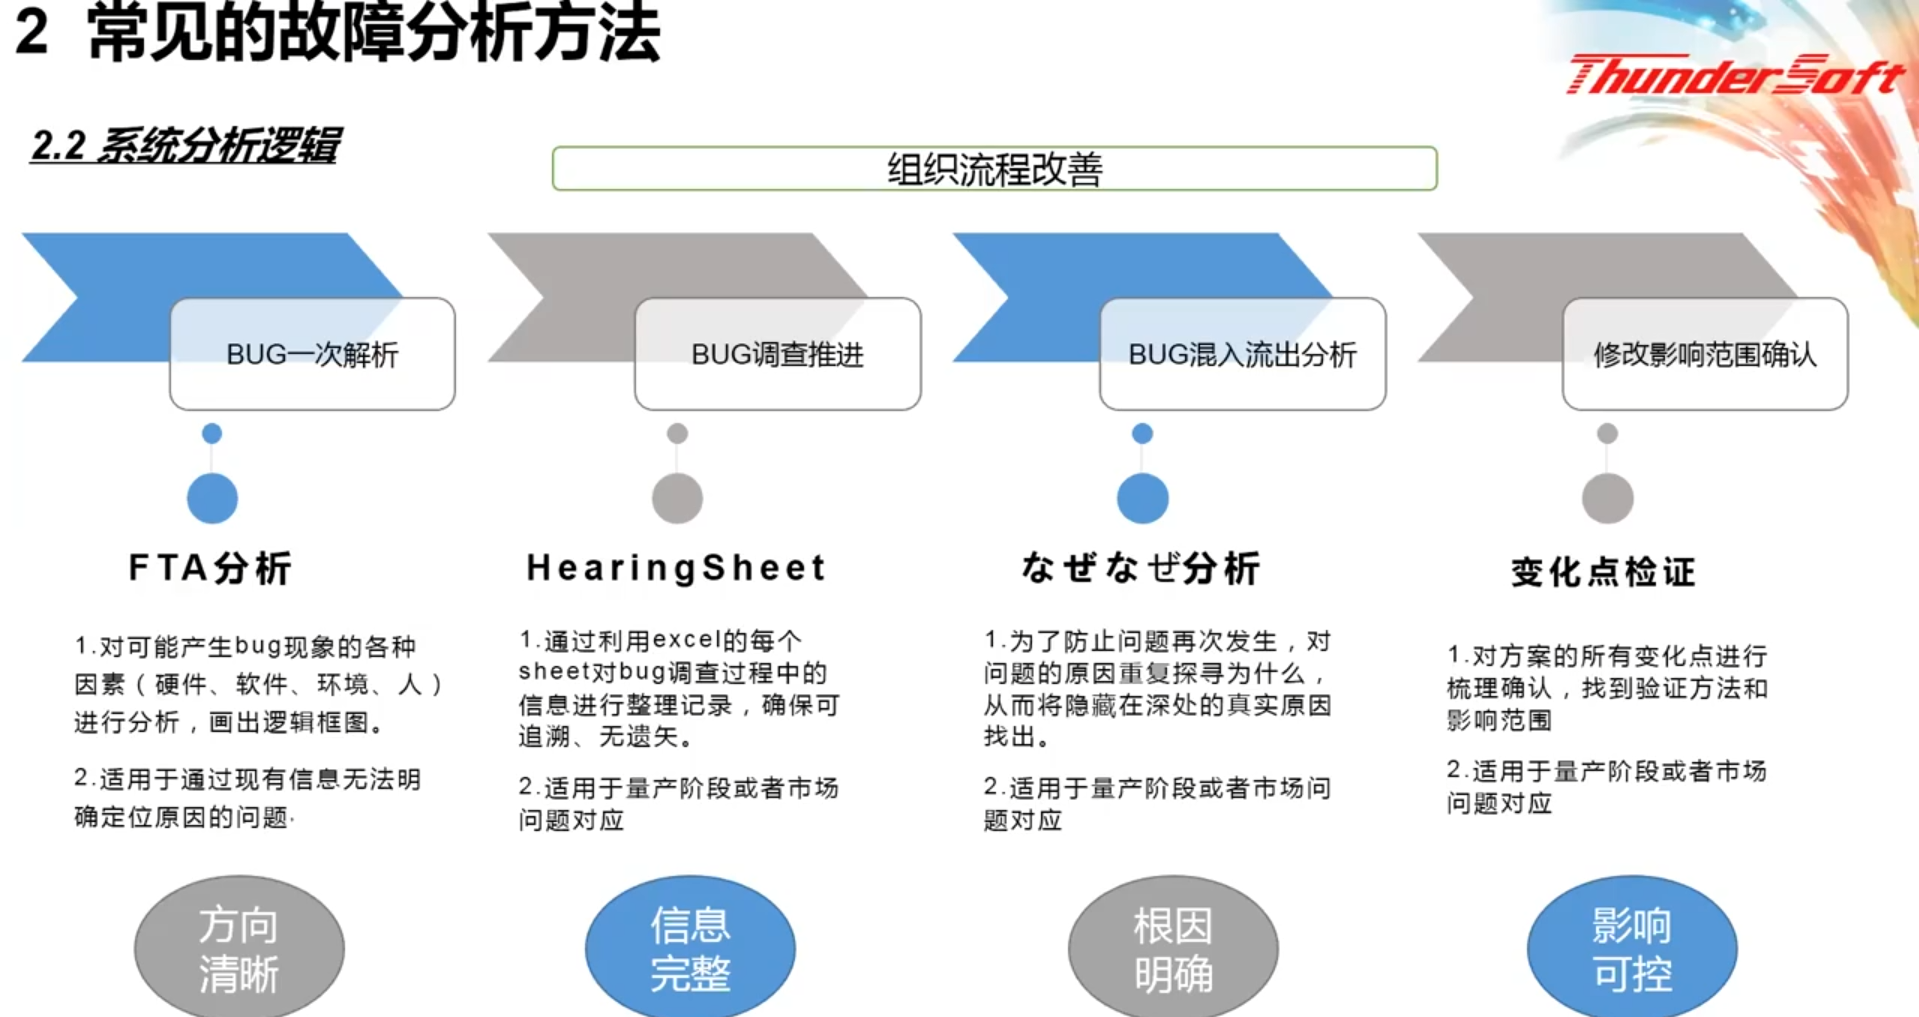 2 常见的故障分析方法
ThunderSoft
2.2 系统分析逻辑
组织流程改善
BUG一次解析
BUG调查推进
BUG混入流出分析
修改影响范围确认
FTA分析
1.对可能产生bug现象的各种
因素（硬件、软件、环境、人）
进行分析，画出逻辑框图。
2.适用于通过现有信息无法明
确定位原因的问题.
HearingSheet
1.通过利用excel的每个
sheet对bug调查过程中的
信息进行整理记录，确保可
追溯、无遗矢。
2.适用于量产阶段或者市场
问题对应
なぜなぜ分析
1.为了防止问题再次发生，对
问题的原因重复探寻为什么，
从而将隐藏在深处的真实原因
找出。
2.适用于量产阶段或者市场问
题对应
变化点检证
1.对方案的所有变化点进行
梳理确认，找到验证方法和
影响范围
2.适用于量产阶段或者市场
问题对应
方向
清晰
信息
完整
根因
明确
影响
可控